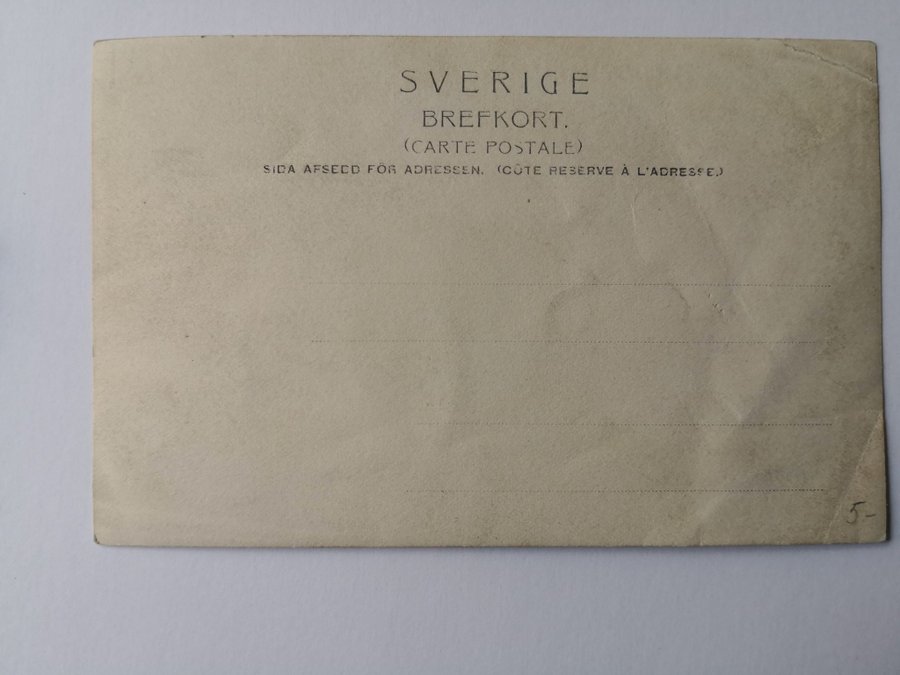 SVERIGE
BREFKORT.
(CARTE POSTALE)
SIDA AFSEDD FÖR ADRESSEN. (CÔTE RESERVE À L'ADRESSE.)
5-